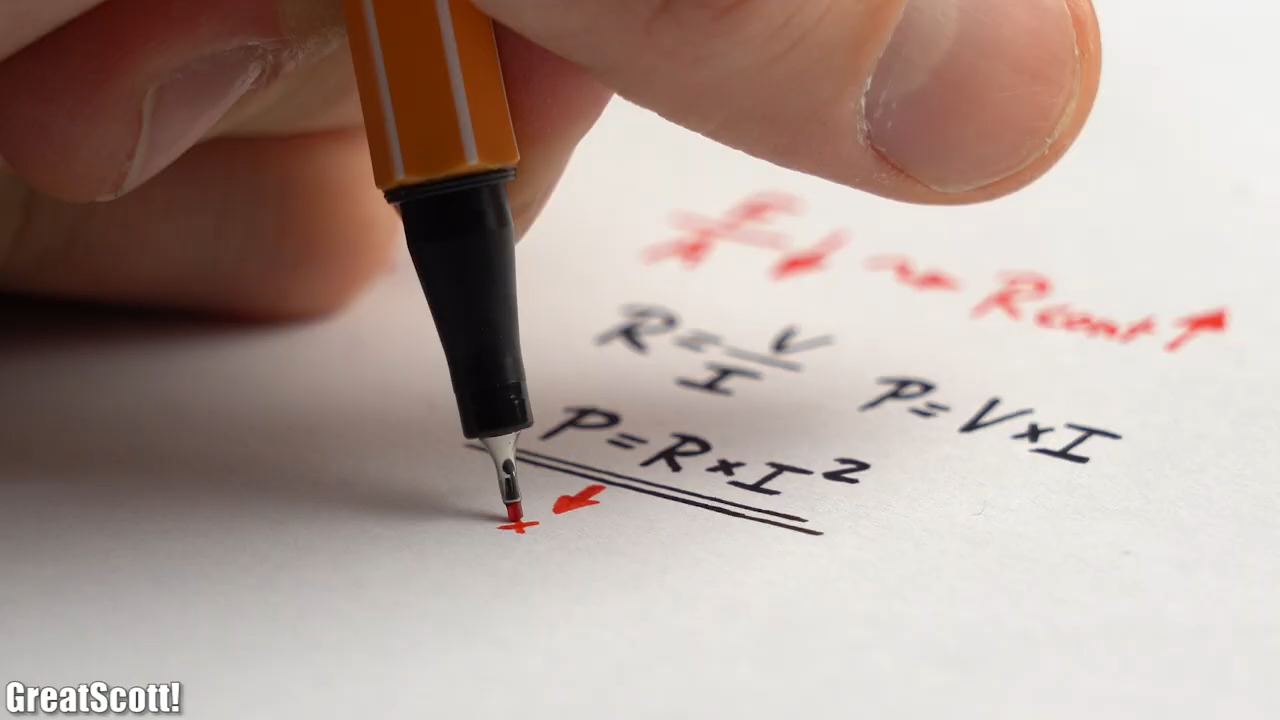 Rcont ↑
R = V/I
P = V × I
P = R × I²
GreatScott!